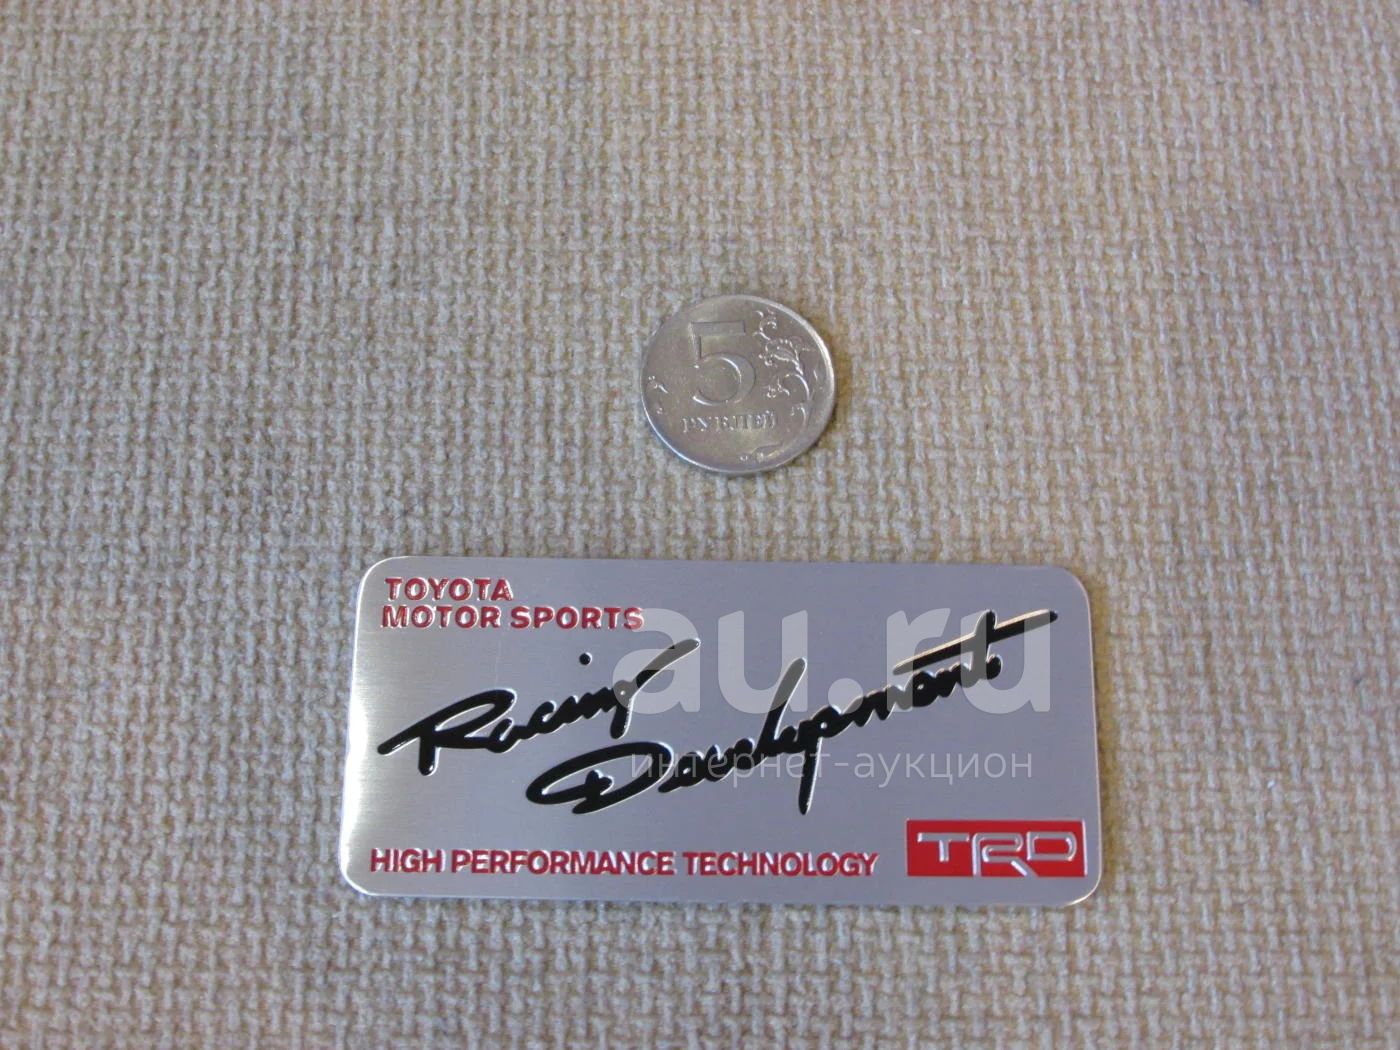 5
РУБЛЕЙ
TOYOTA
MOTOR SPORTS
au.ru
Racing
Development
интернет-аукцион
HIGH PERFORMANCE TECHNOLOGY
TRD